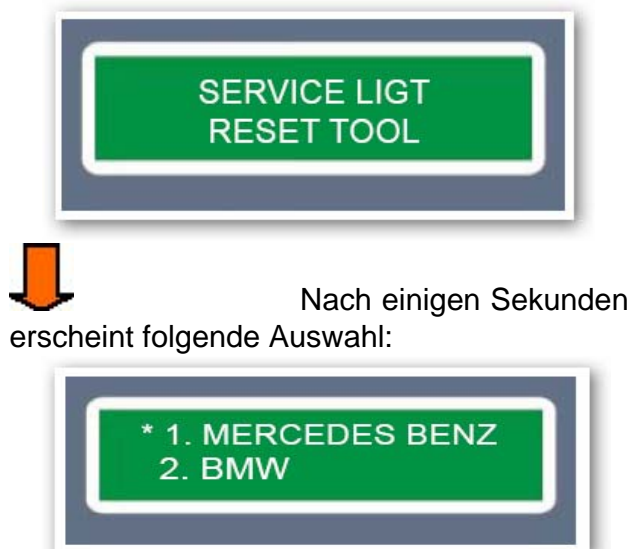 SERVICE LIGT
RESET TOOL
Nach einigen Sekunden
erscheint folgende Auswahl:
* 1. MERCEDES BENZ
2. BMW